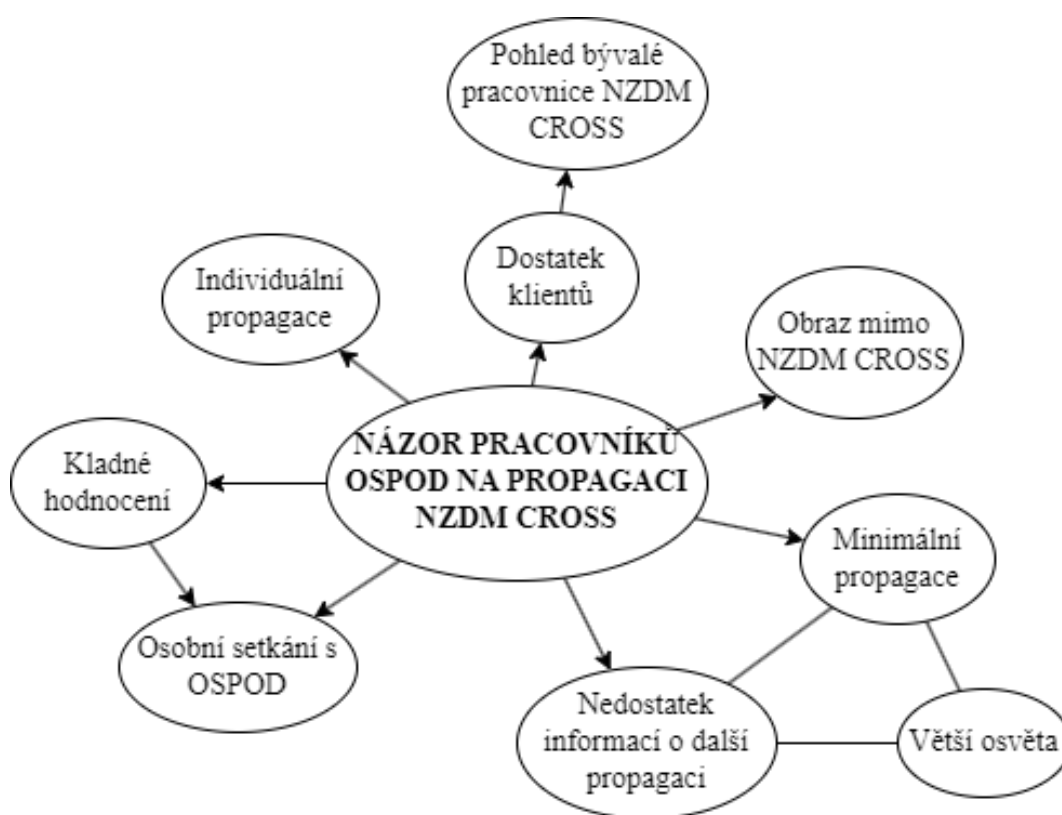 Pohled bývalé
pracovnice NZDM
CROSS
Dostatek
klientů
Individuální
propagace
Obraz mimo
NZDM CROSS
NÁZOR PRACOVNÍKŮ
OSPOD NA PROPAGACI
NZDM CROSS
Kladné
hodnocení
Minimální
propagace
Osobní setkání s
OSPOD
Nedostatek
informací o další
propagaci
Větší osvěta